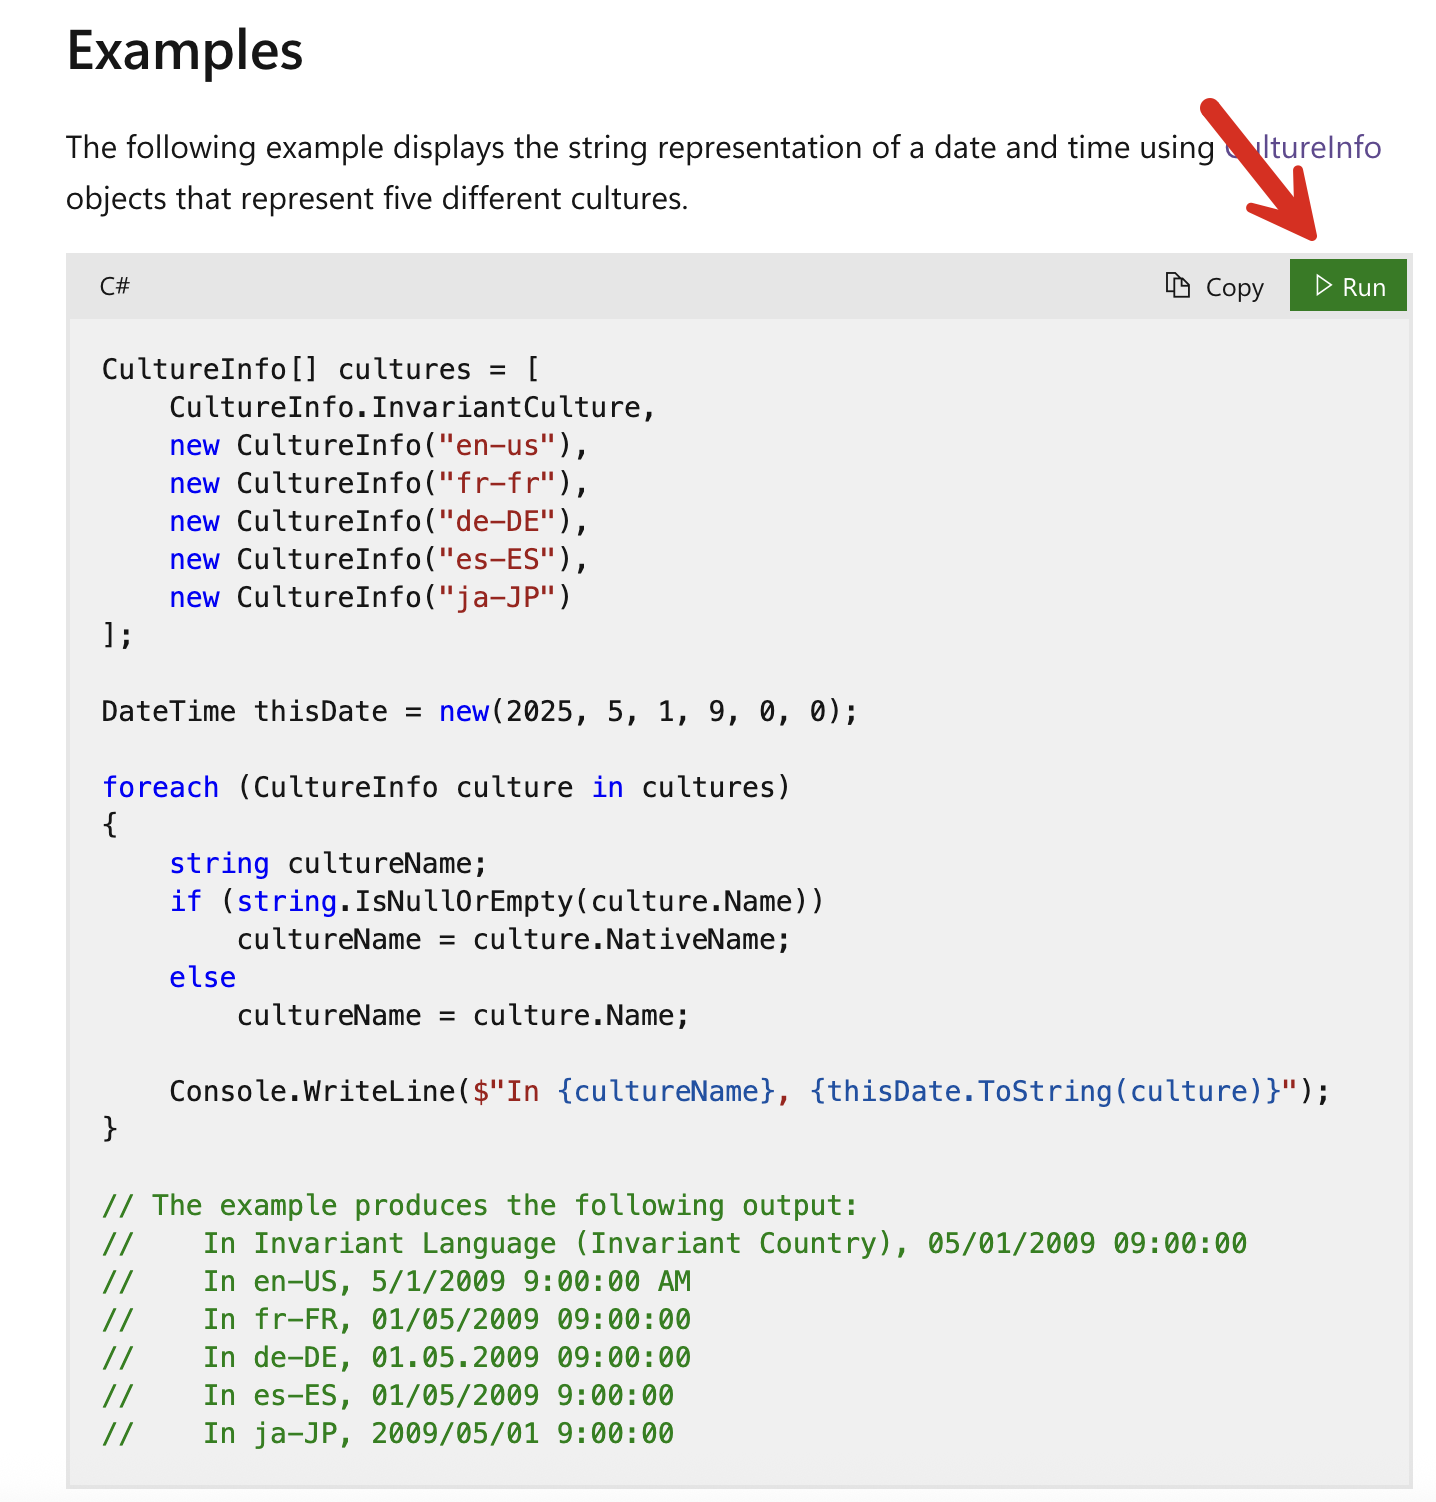 Examples
The following example displays the string representation of a date and time using CultureInfo
objects that represent five different cultures.
C#
Copy
Run
CultureInfo[] cultures = [
    CultureInfo.InvariantCulture,
    new CultureInfo("en-us"),
    new CultureInfo("fr-fr"),
    new CultureInfo("de-DE"),
    new CultureInfo("es-ES"),
    new CultureInfo("ja-JP")
];
DateTime thisDate = new(2025, 5, 1, 9, 0, 0);
foreach (CultureInfo culture in cultures)
{
    string cultureName;
    if (string.IsNullOrEmpty(culture.Name))
        cultureName = culture.NativeName;
    else
        cultureName = culture.Name;
    Console.WriteLine($"In {cultureName}, {thisDate.ToString(culture)}");
}
// The example produces the following output:
//    In Invariant Language (Invariant Country), 05/01/2009 09:00:00
//    In en-US, 5/1/2009 9:00:00 AM
//    In fr-FR, 01/05/2009 09:00:00
//    In de-DE, 01.05.2009 09:00:00
//    In es-ES, 01/05/2009 9:00:00
//    In ja-JP, 2009/05/01 9:00:00